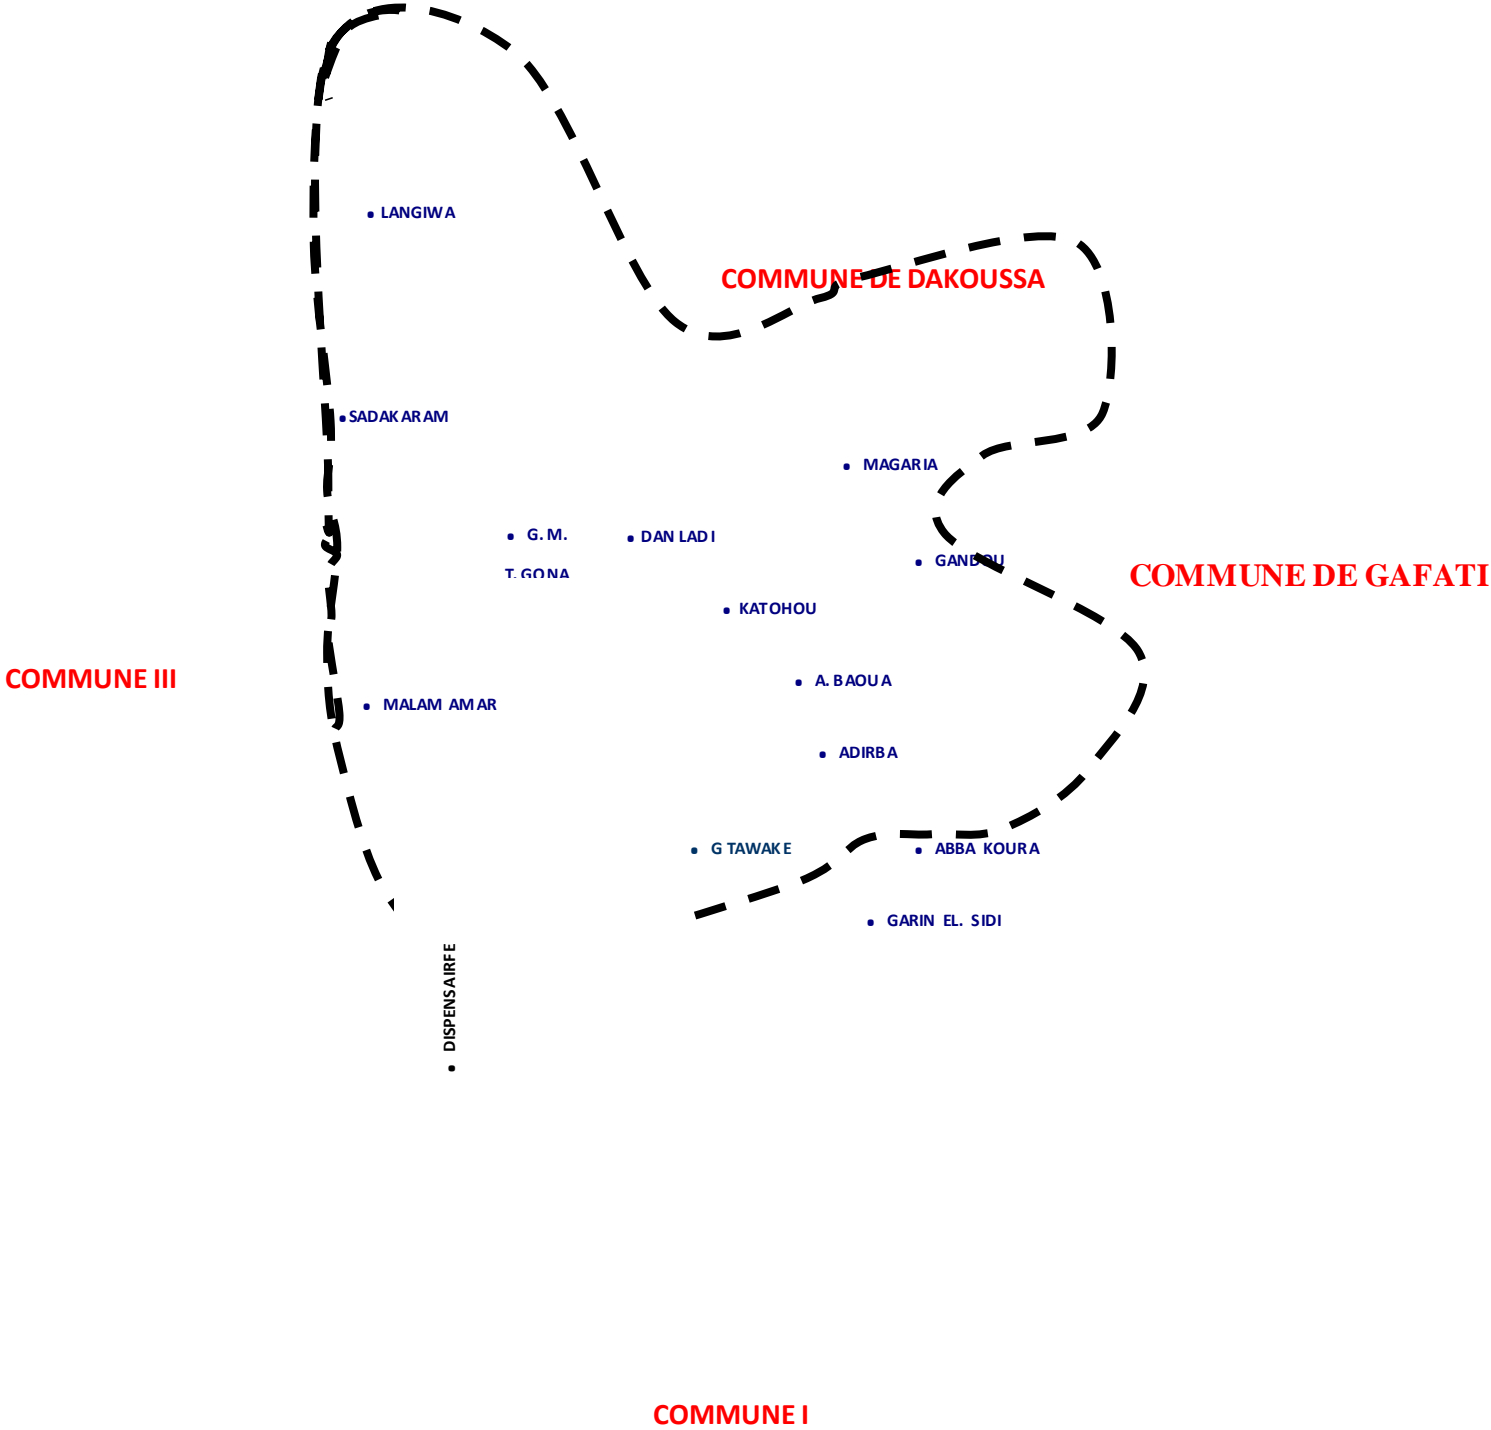 LANGIWA
COMMUNE DE DAKOUSSA
SADAKARAM
MAGARIA
G. M.
DAN LADI
T. GONA
GANDOU
COMMUNE DE GAFATI
KATOHOU
COMMUNE III
A. BAOUA
MALAM AMAR
ADIRBA
G TAWAKE
ABBA KOURA
GARIN EL. SIDI
DISPENSAIRFE
COMMUNE I